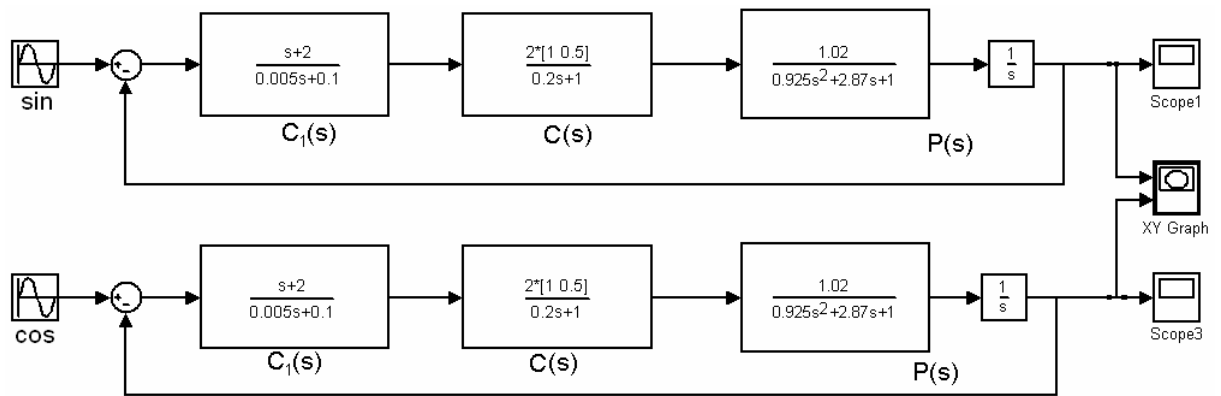 sin
+
-
s+2
0.005s+0.1
C₁(s)
2*[1 0.5]
0.2s+1
C(s)
1.02
0.925s²+2.87s+1
P(s)
1
s
Scope1
XY Graph
cos
+
-
s+2
0.005s+0.1
C₁(s)
2*[1 0.5]
0.2s+1
C(s)
1.02
0.925s²+2.87s+1
P(s)
1
s
Scope3